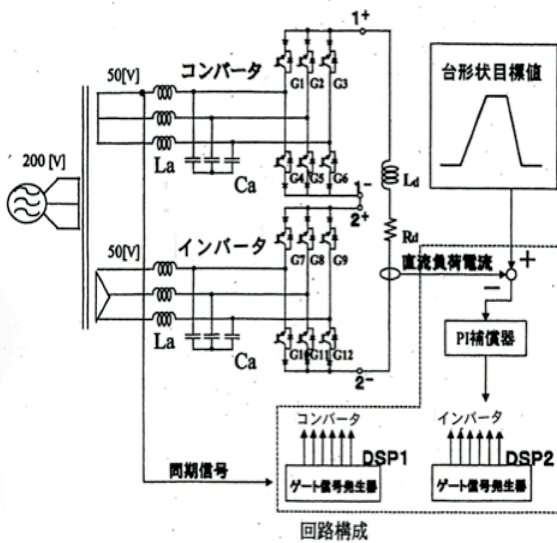 1+
50[V]
コンバータ
G1 G2 G3
台形状目標値
200 [V]
La
Ca
G4 G5 G6
1-
2+
Ld
Rd
50[V]
インバータ
G7 G8 G9
直流負荷電流
+
−
La
Ca
G10 G11 G12
2-
PI補償器
コンバータ
インバータ
DSP1
DSP2
同期信号
ゲート信号発生器
ゲート信号発生器
回路構成